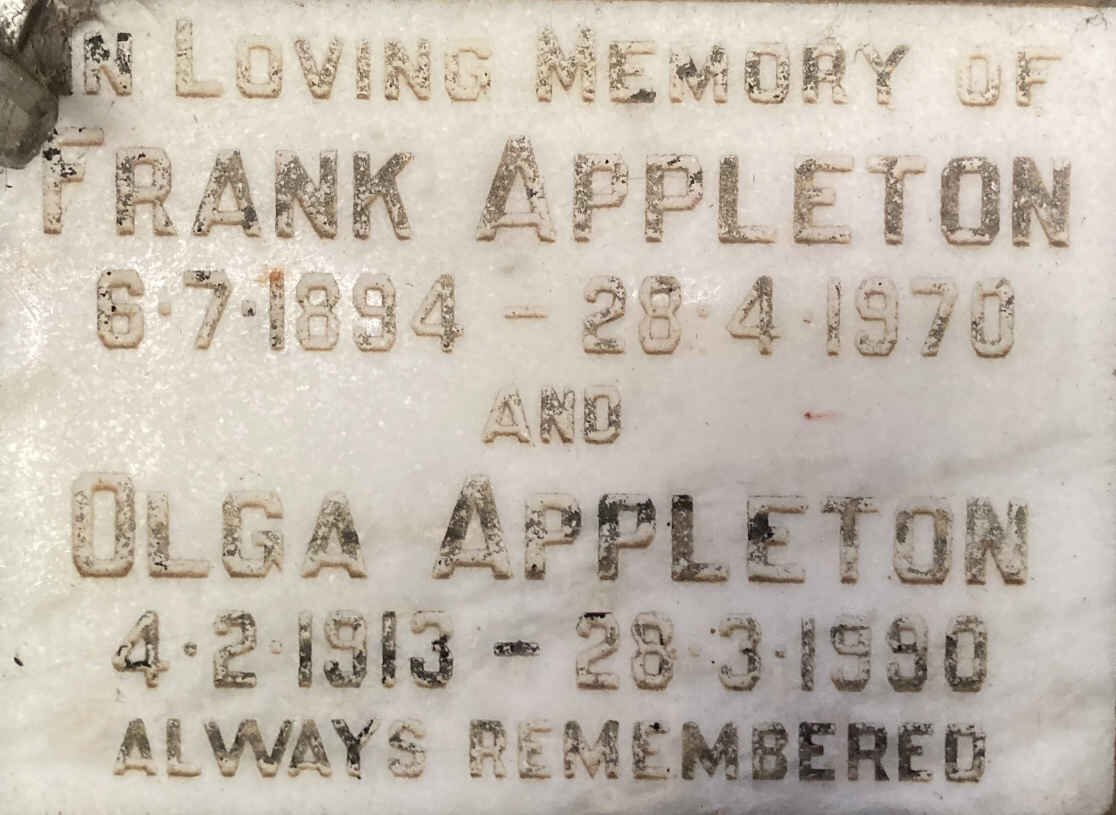 IN LOVING MEMORY OF
FRANK APPLETON
6·7·1894 - 28·4·1970
AND
OLGA APPLETON
4·2·1913 - 28·3·1990
ALWAYS REMEMBERED